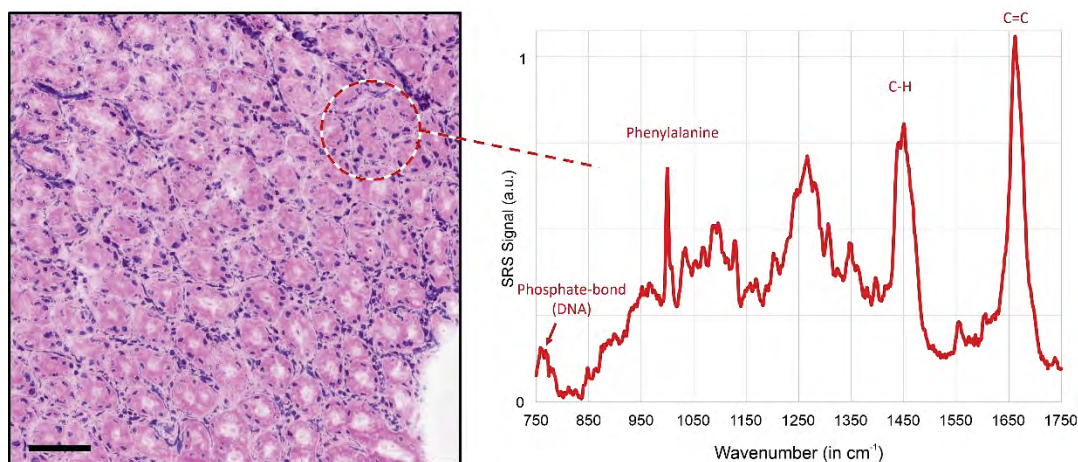 C=C
1
C-H
Phenylalanine
SRS Signal (a.u.)
Phosphate-bond
(DNA)
0
750 850 950 1050 1150 1250 1350 1450 1550 1650 1750
Wavenumber (in cm⁻¹)